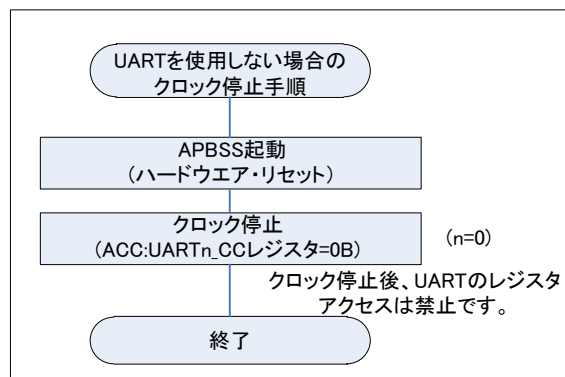 UARTを使用しない場合の
クロック停止手順
APBSS起動
(ハードウエア・リセット)
クロック停止
(ACC:UARTn_CCレジスタ=0B)
(n=0)
クロック停止後、UARTのレジスタ
アクセスは禁止です。
終了